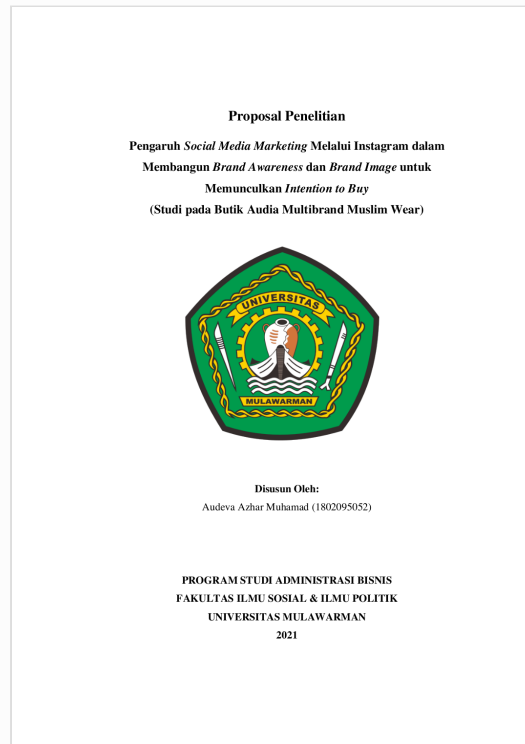 Proposal Penelitian
Pengaruh Social Media Marketing Melalui Instagram dalam
Membangun Brand Awareness dan Brand Image untuk
Memunculkan Intention to Buy
(Studi pada Butik Audia Multibrand Muslim Wear)
UNIVERSITAS
MULAWARMAN
Disusun Oleh:
Audeva Azhar Muhamad (1802095052)
PROGRAM STUDI ADMINISTRASI BISNIS
FAKULTAS ILMU SOSIAL & ILMU POLITIK
UNIVERSITAS MULAWARMAN
2021